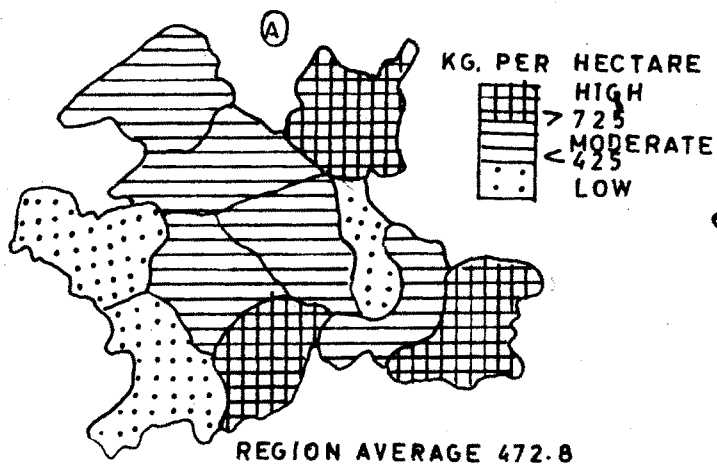 A
KG. PER HECTARE
HIGH
> 725
MODERATE
< 425
LOW
REGION AVERAGE 472.8